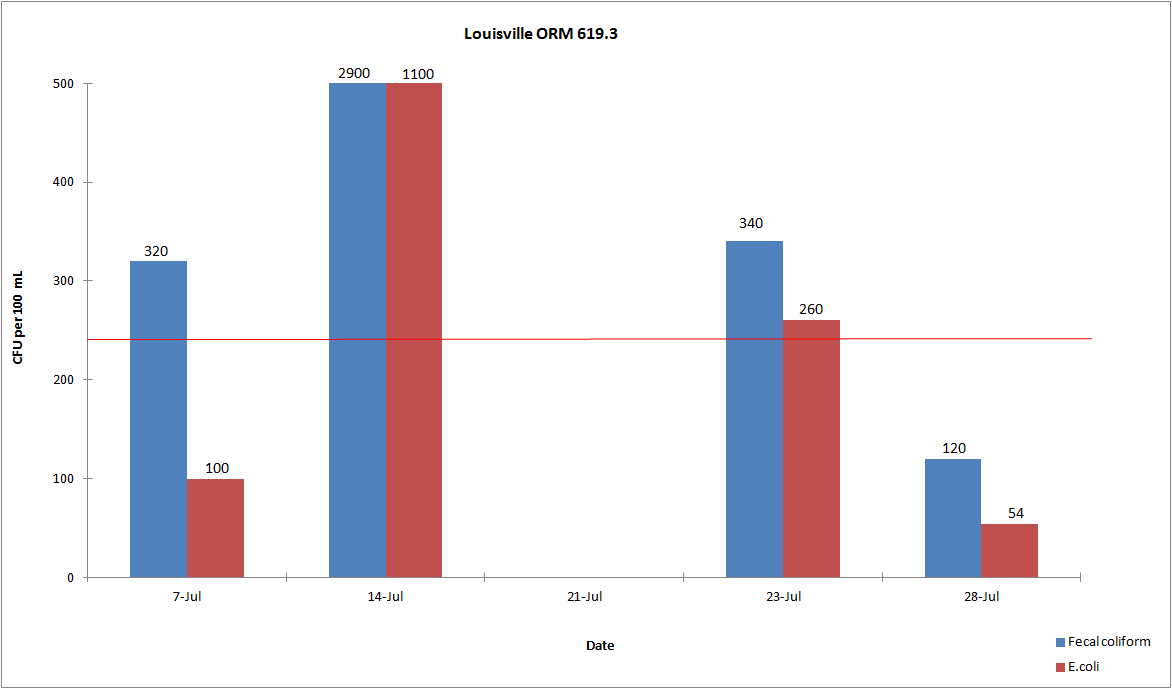 Louisville ORM 619.3
CFU per 100 mL
500
400
300
200
100
0
2900
1100
320
100
340
260
120
54
7-Jul
14-Jul
21-Jul
23-Jul
28-Jul
Date
Fecal coliform
E.coli